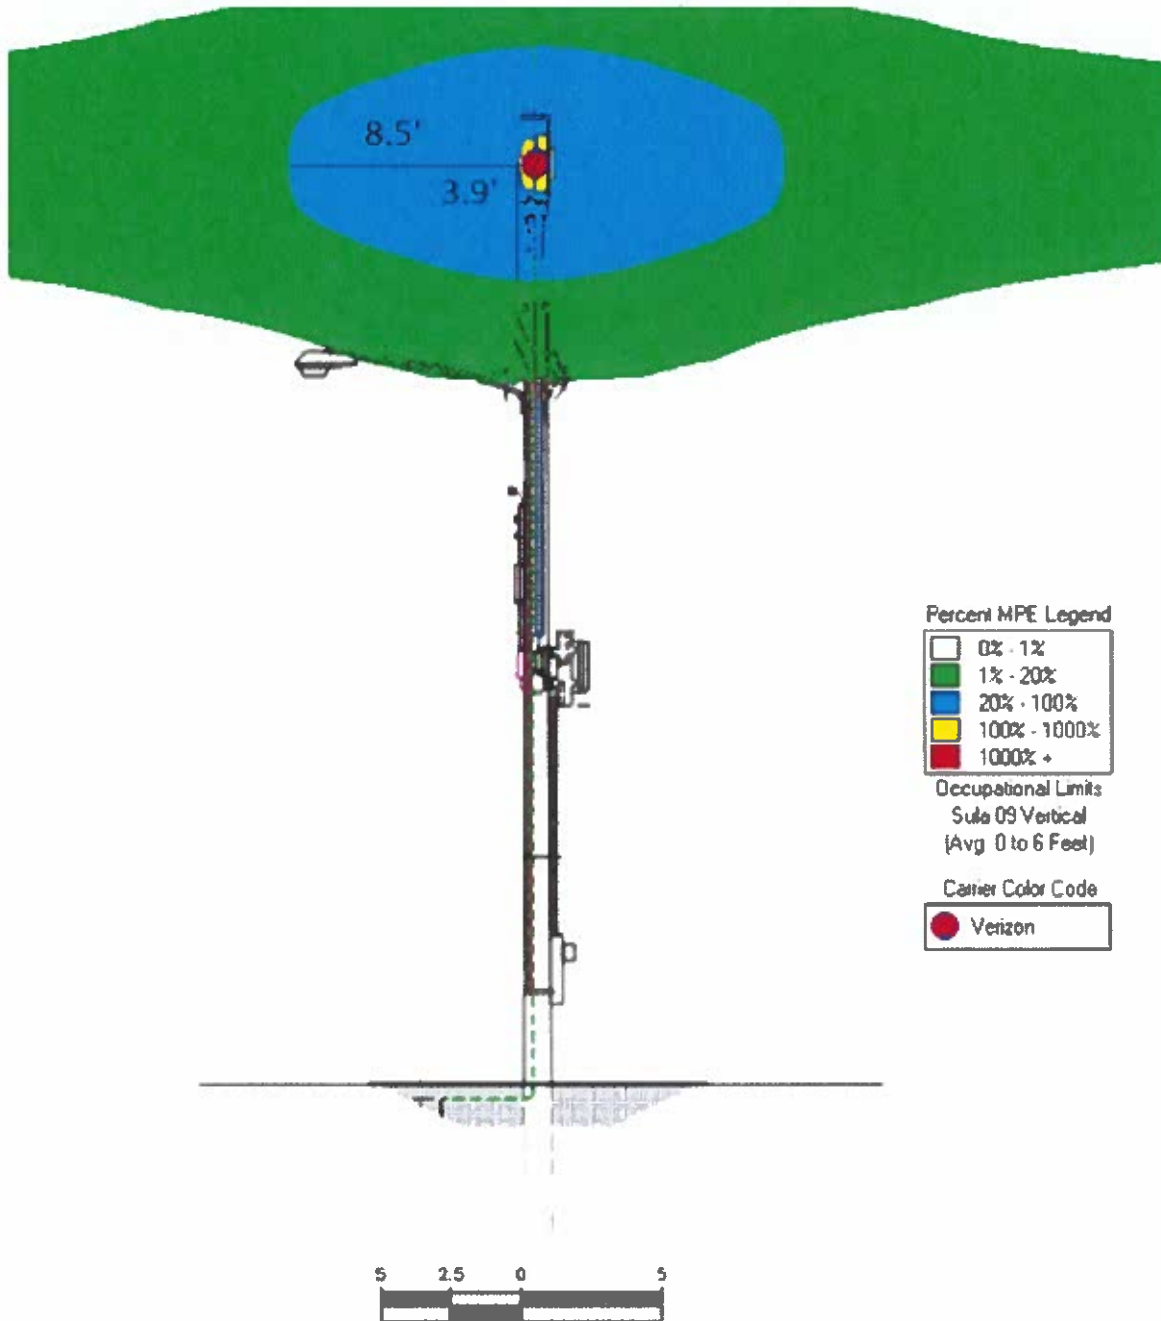 8.5'
3.9'
Percent MPE Legend
0% - 1%
1% - 20%
20% - 100%
100% - 1000%
1000% +
Occupational Limits
Sula 09 Vertical
(Avg 0 to 6 Feet)
Carrier Color Code
Verizon
5 2.5 0 5